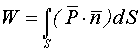 W = ∫_S (P̅ · n̅) dS